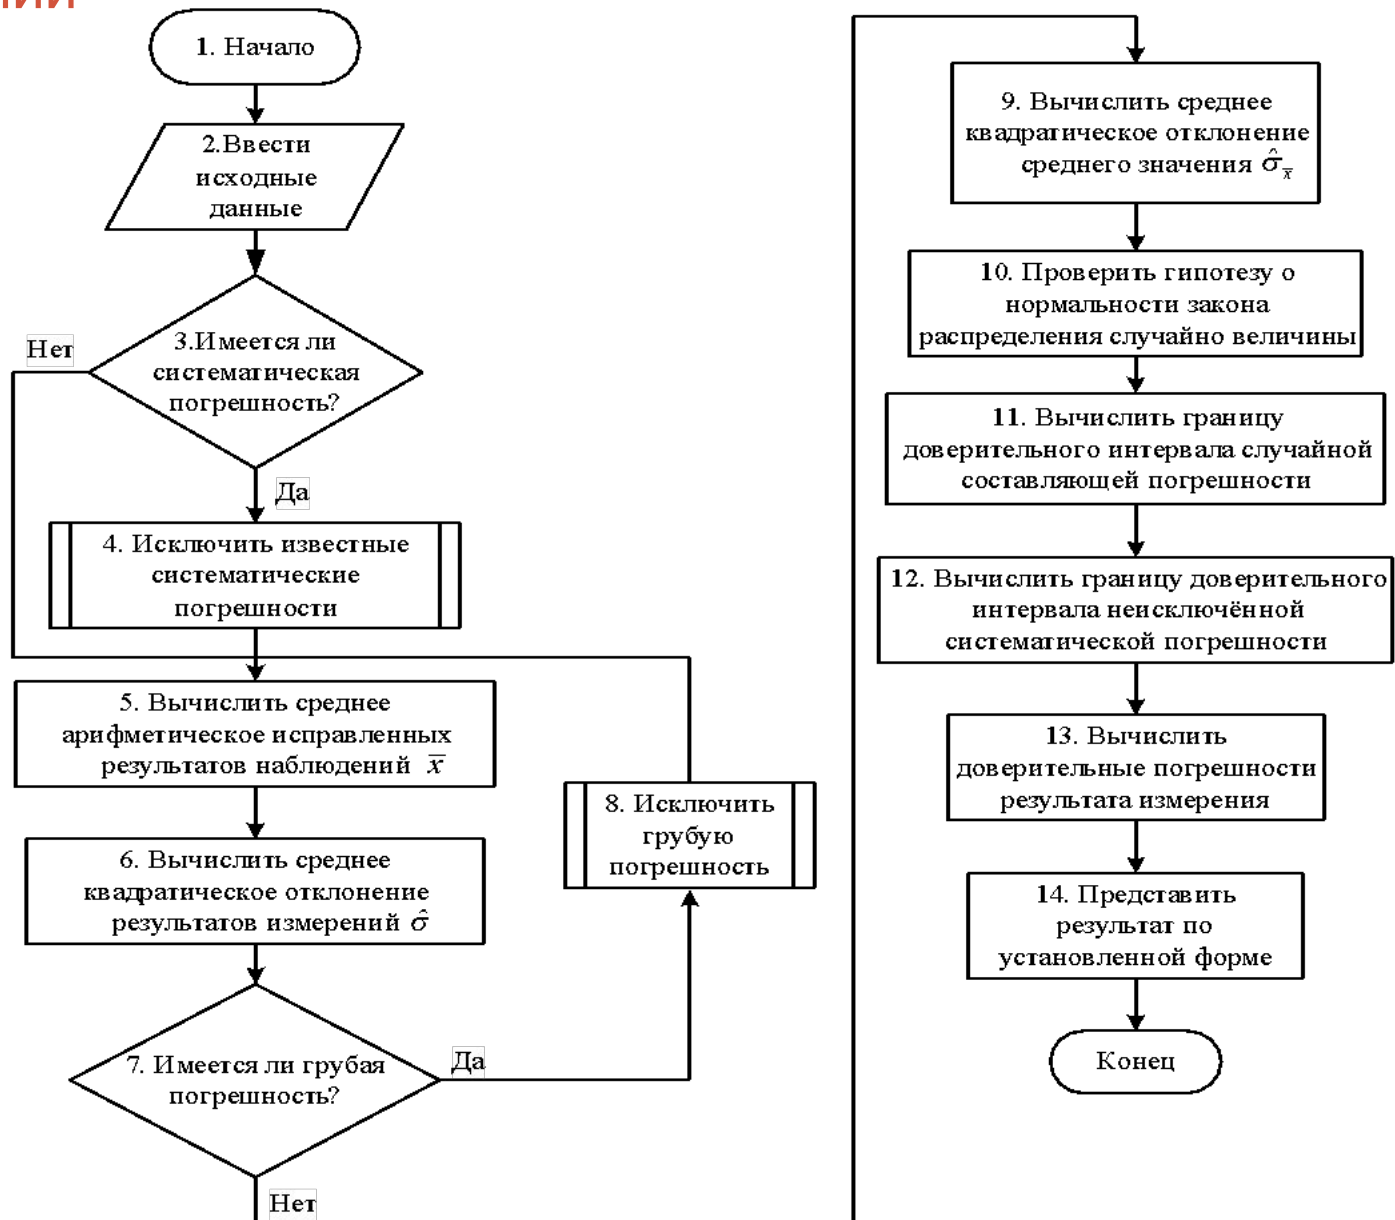 1. Начало
2.Ввести
исходные
данные
3.Имеется ли
систематическая
погрешность?
Нет
Да
4. Исключить известные
систематические
погрешности
5. Вычислить среднее
арифметическое исправленных
результатов наблюдений x̅
6. Вычислить среднее
квадратическое отклонение
результатов измерений σ̂
7. Имеется ли грубая
погрешность?
Да
Нет
8. Исключить
грубую
погрешность
9. Вычислить среднее
квадратическое отклонение
среднего значения σ̂x̅
10. Проверить гипотезу о
нормальности закона
распределения случайно величины
11. Вычислить границу
доверительного интервала случайной
составляющей погрешности
12. Вычислить границу доверительного
интервала неисключённой
систематической погрешности
13. Вычислить
доверительные погрешности
результата измерения
14. Представить
результат по
установленной форме
Конец